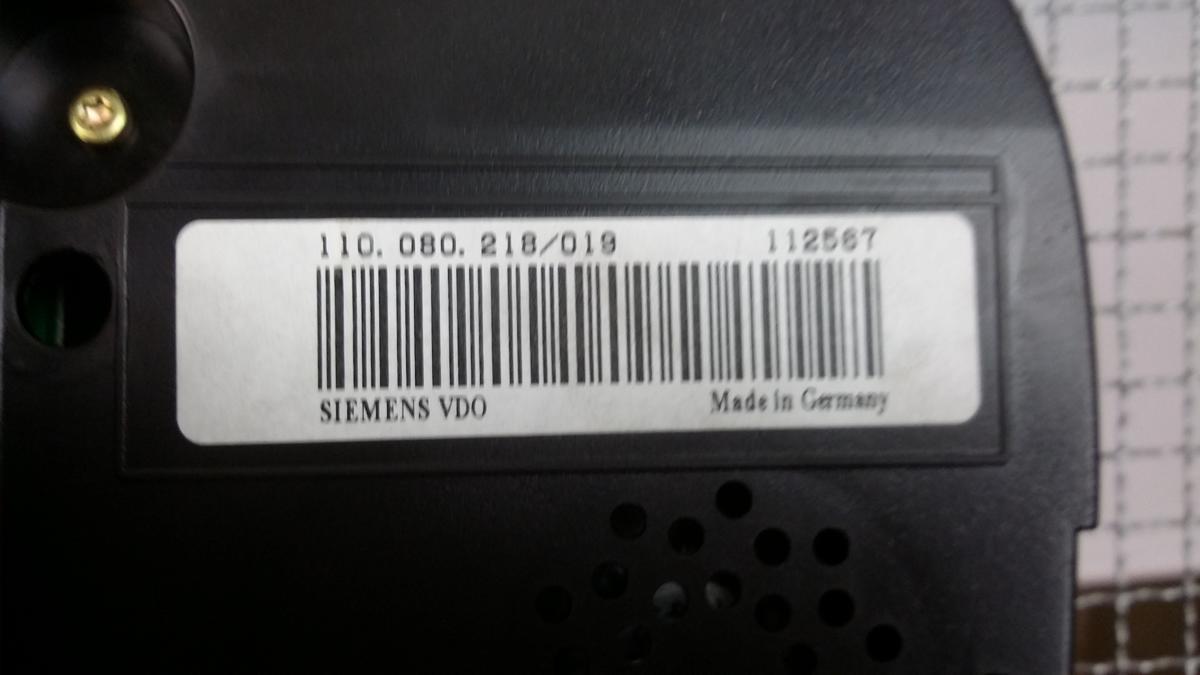 110. 080. 218/019 112567
SIEMENS VDO Made in Germany